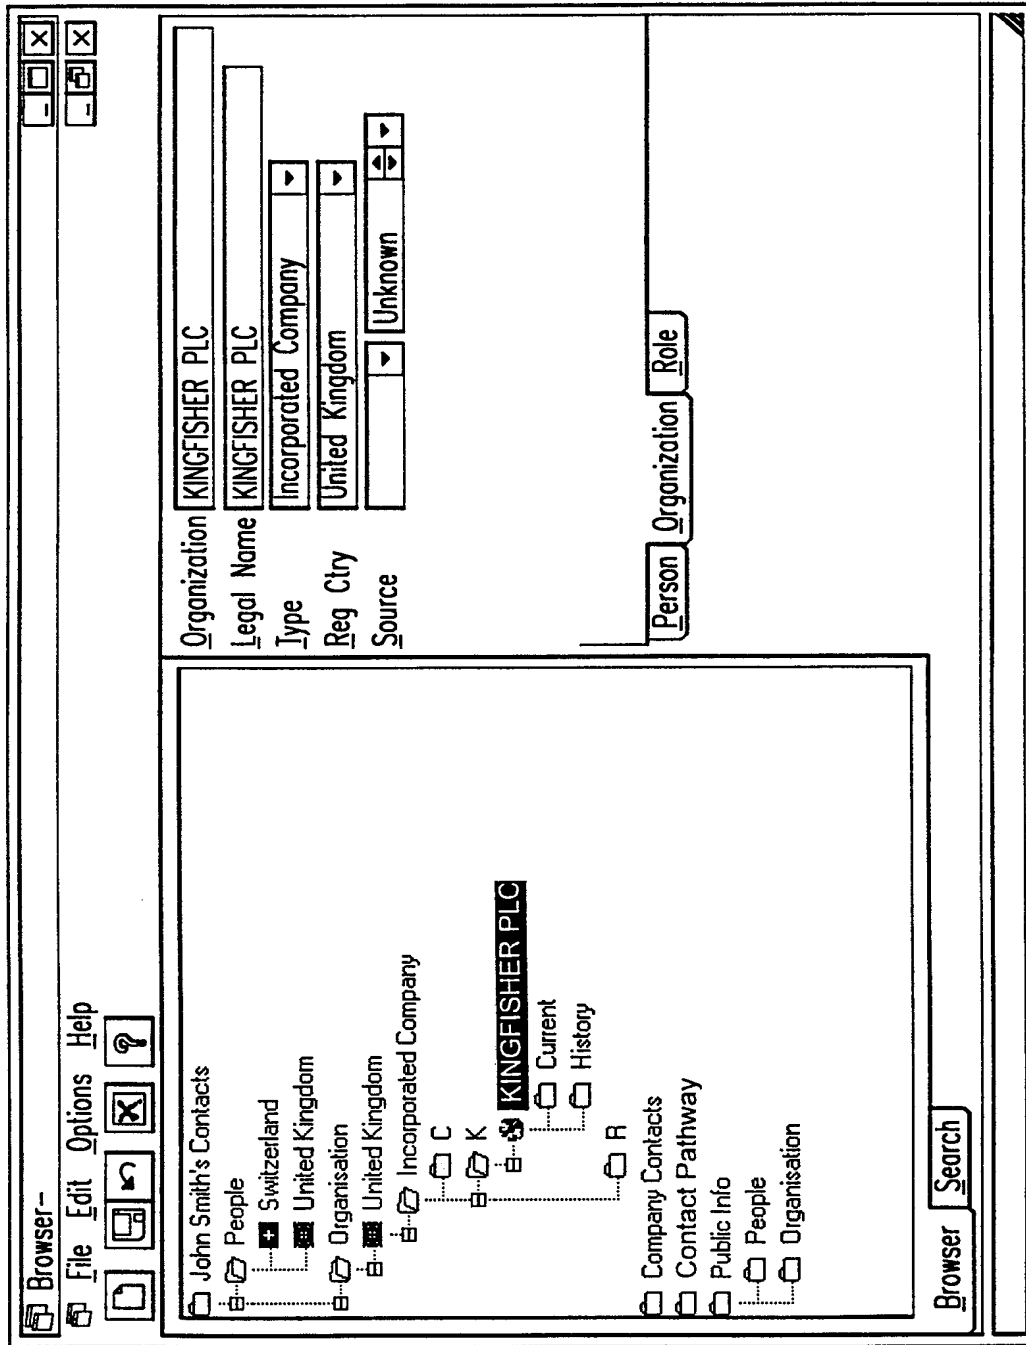 Browser--
File Edit Options Help
?
John Smith's Contacts
People
Switzerland
United Kingdom
Organisation
United Kingdom
Incorporated Company
C
K
KINGFISHER PLC
Current
History
R
Company Contacts
Contact Pathway
Public Info
People
Organisation
Browser Search
Organization KINGFISHER PLC
Legal Name KINGFISHER PLC
Type Incorporated Company
Reg Ctry United Kingdom
Source Unknown
Person Organization Role